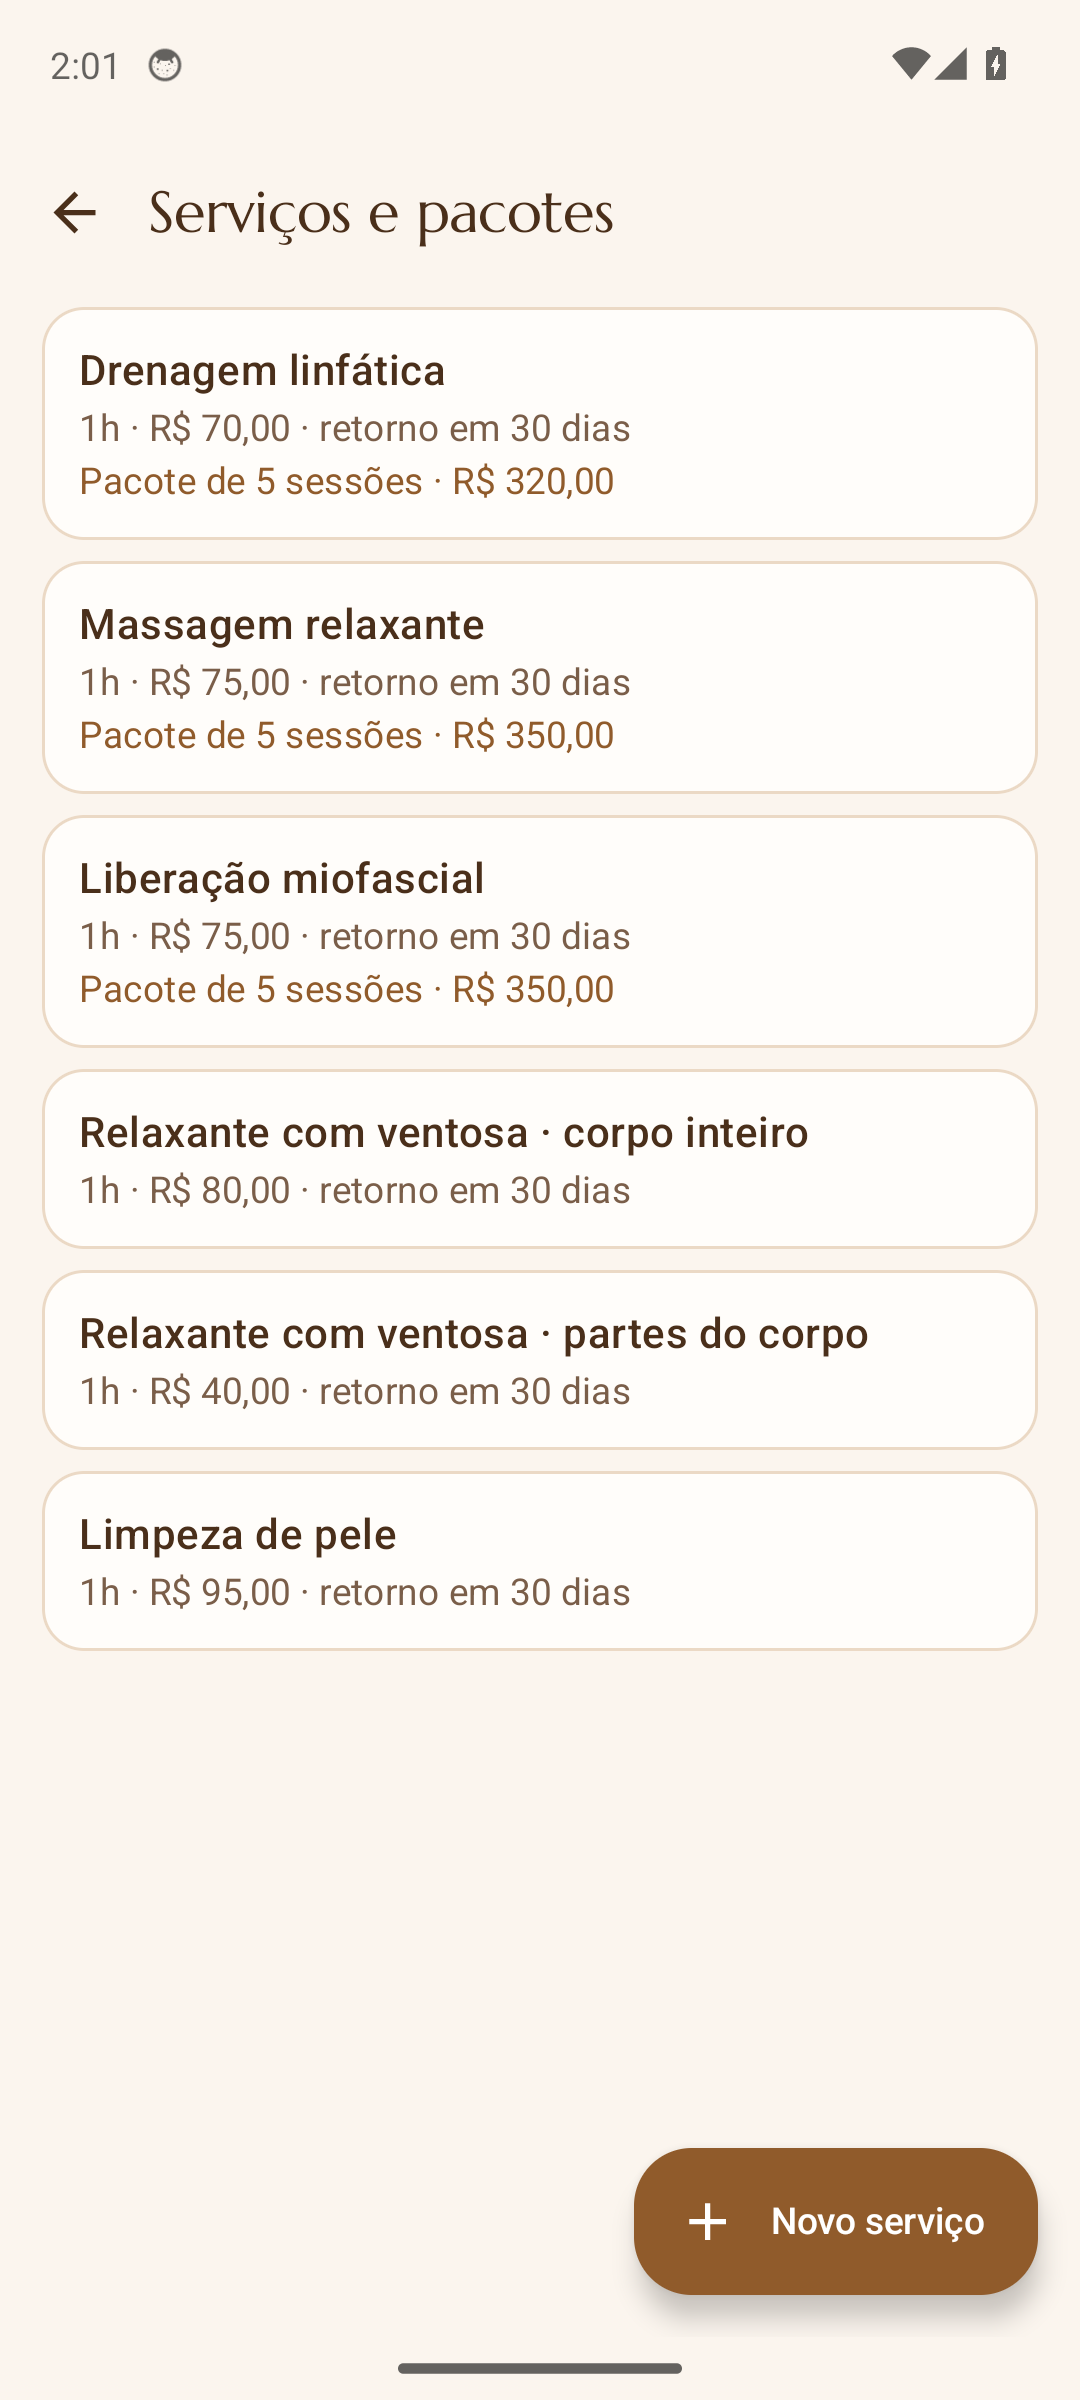 2:01
Serviços e pacotes
Drenagem linfática
1h · R$ 70,00 · retorno em 30 dias
Pacote de 5 sessões · R$ 320,00
Massagem relaxante
1h · R$ 75,00 · retorno em 30 dias
Pacote de 5 sessões · R$ 350,00
Liberação miofascial
1h · R$ 75,00 · retorno em 30 dias
Pacote de 5 sessões · R$ 350,00
Relaxante com ventosa · corpo inteiro
1h · R$ 80,00 · retorno em 30 dias
Relaxante com ventosa · partes do corpo
1h · R$ 40,00 · retorno em 30 dias
Limpeza de pele
1h · R$ 95,00 · retorno em 30 dias
Novo serviço